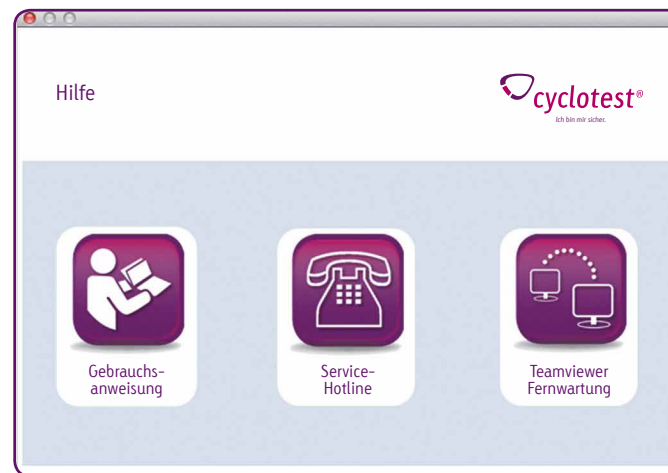 Hilfe
cyclotest®
Ich bin mir sicher.
Gebrauchs-
anweisung
Service-
Hotline
Teamviewer
Fernwartung